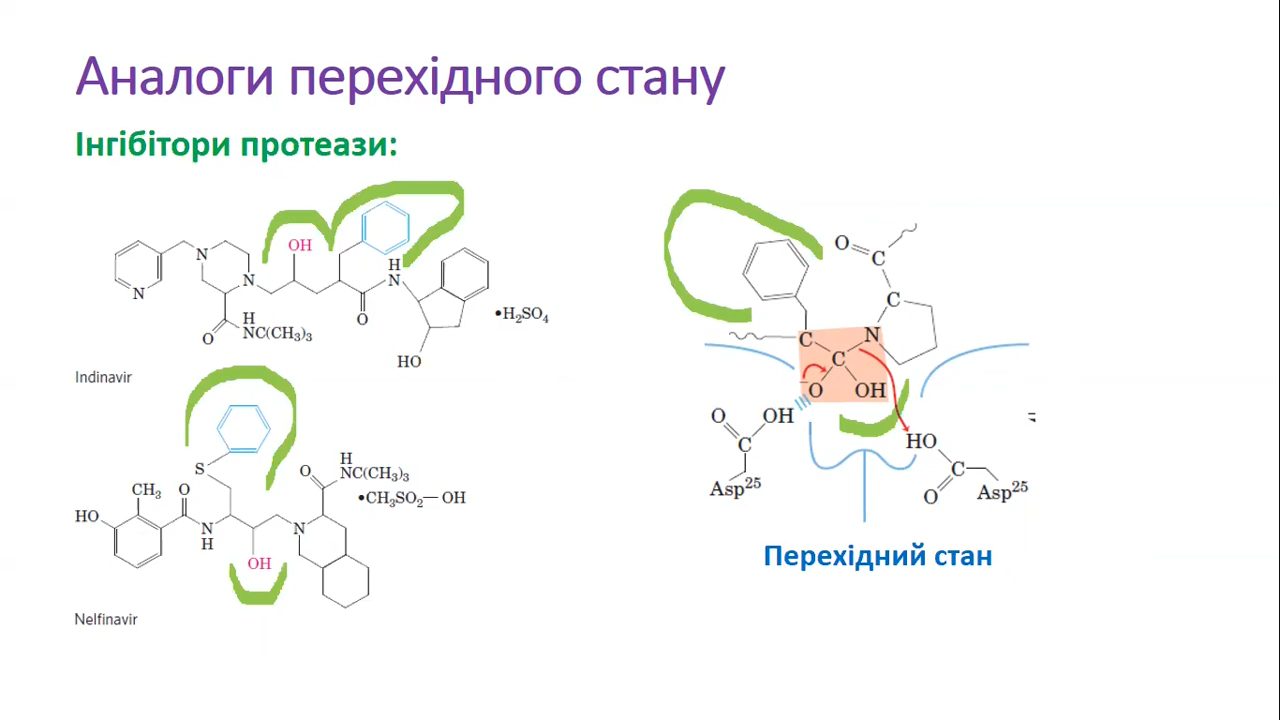 Аналоги перехідного стану
Інгібітори протеази:
OH
N
N
N
H
N
O
O
H
NC(CH₃)₃
HO
•H₂SO₄
Indinavir
S
CH₃
O
HO
N
H
OH
N
O
H
NC(CH₃)₃
•CH₃SO₂—OH
Nelfinavir
O
C
C
N
C
C
⁻O
OH
O
OH
C
Asp²⁵
HO
C
O
Asp²⁵
Перехідний стан